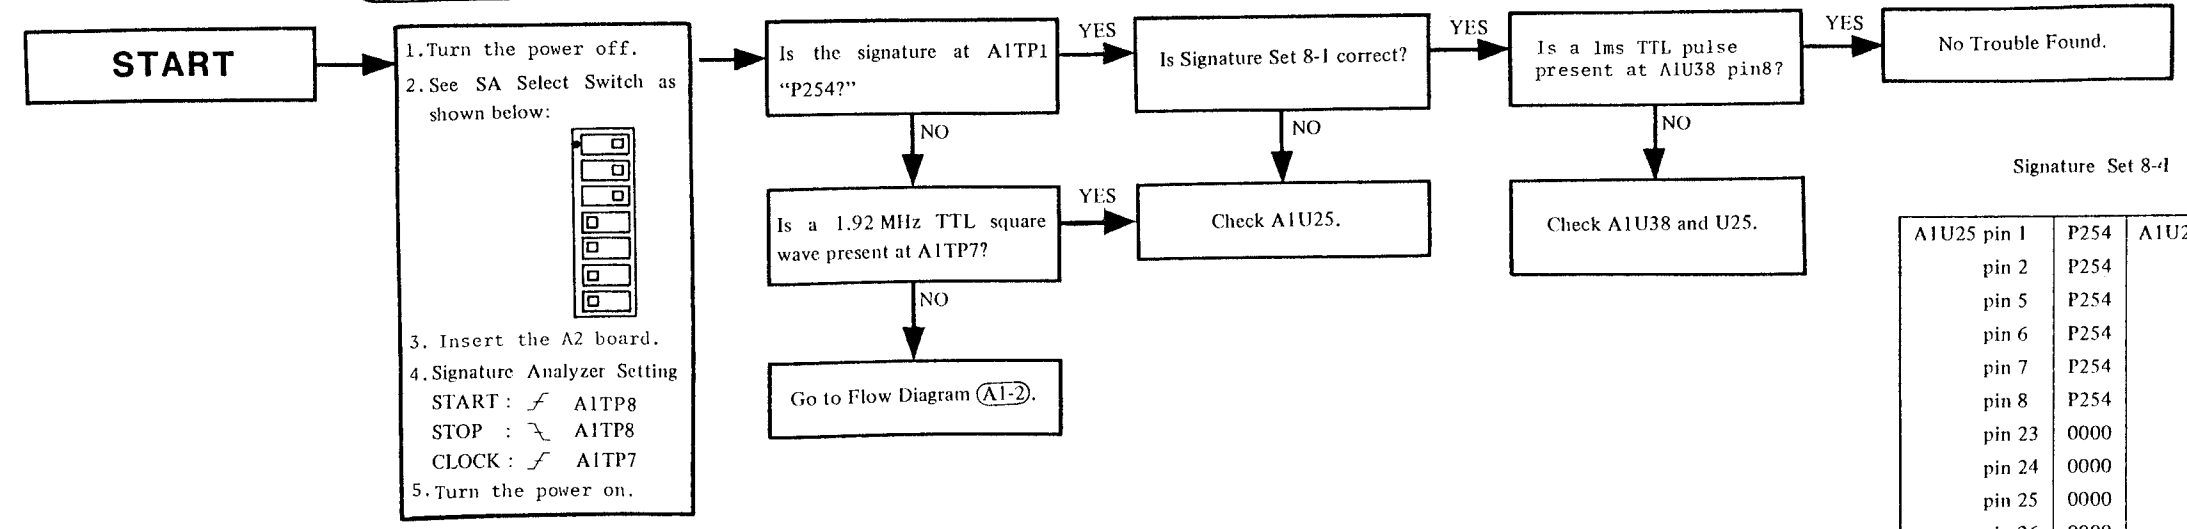 START
1.Turn the power off.
2. See SA Select Switch as
shown below:
3. Insert the A2 board.
4. Signature Analyzer Setting
START : A1TP8
STOP : A1TP8
CLOCK : A1TP7
5. Turn the power on.
Is the signature at A1TP1
“P254?”
YES
NO
Is a 1.92 MHz TTL square
wave present at A1TP7?
YES
NO
Go to Flow Diagram A1-2.
Is Signature Set 8-1 correct?
YES
NO
Check A1U25.
Is a 1ms TTL pulse
present at A1U38 pin8?
YES
NO
Check A1U38 and U25.
No Trouble Found.
Signature Set 8-1
A1U25 pin 1 P254 A1U2
pin 2 P254
pin 5 P254
pin 6 P254
pin 7 P254
pin 8 P254
pin 23 0000
pin 24 0000
pin 25 0000